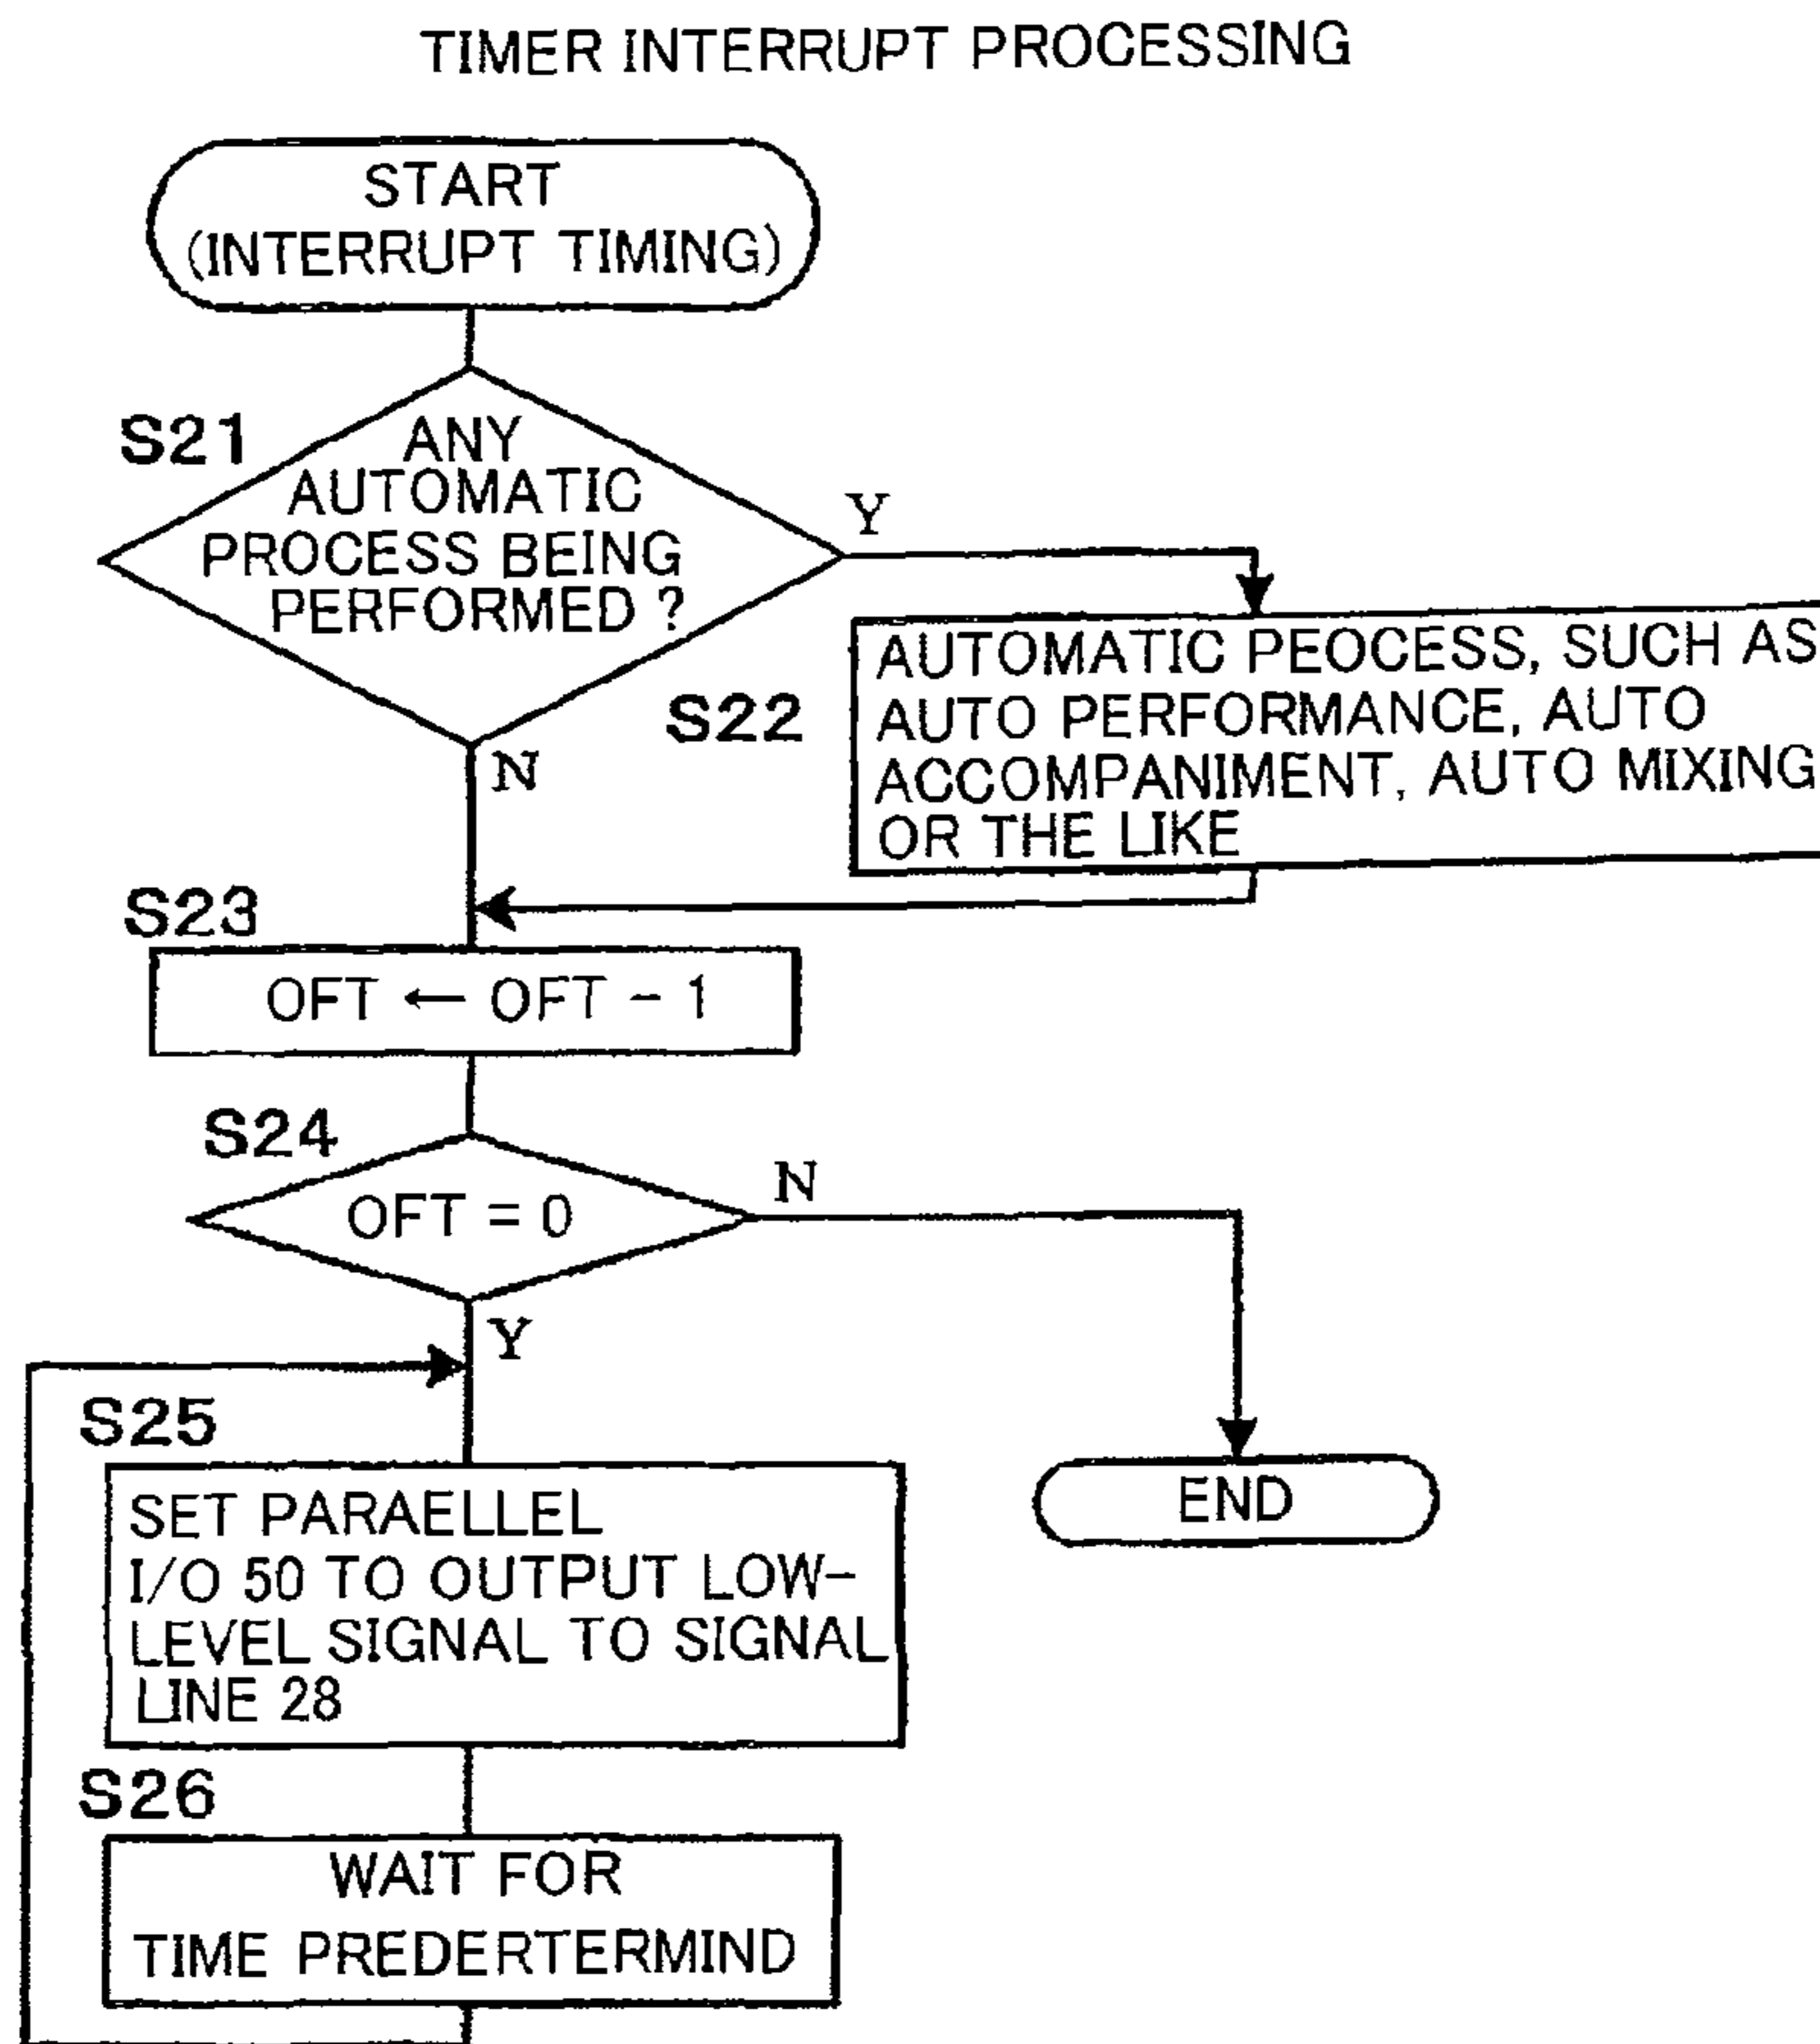 TIMER INTERRUPT PROCESSING
START
(INTERRUPT TIMING)
S21
ANY
AUTOMATIC
PROCESS BEING
PERFORMED ?
Y
N
S22
AUTOMATIC PEOCESS, SUCH AS
AUTO PERFORMANCE, AUTO
ACCOMPANIMENT, AUTO MIXING
OR THE LIKE
S23
OFT ← OFT - 1
S24
OFT = 0
N
Y
S25
SET PARAELLEL
I/O 50 TO OUTPUT LOW-
LEVEL SIGNAL TO SIGNAL
LINE 28
END
S26
WAIT FOR
TIME PREDERTERMIND